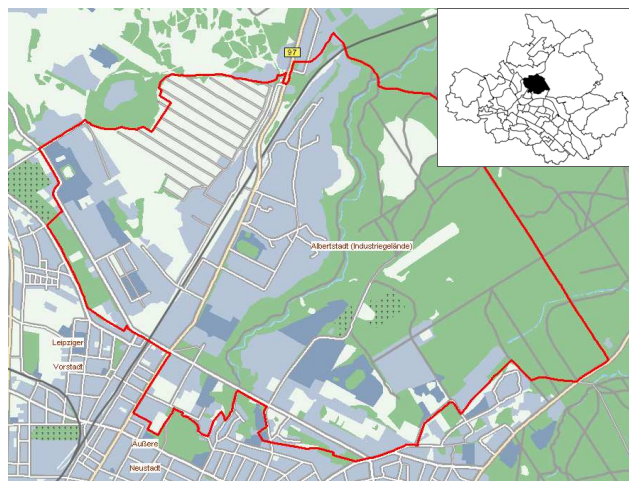 97
Albertstadt (Industriegelände)
Leipziger
Vorstadt
Äußere
Neustadt